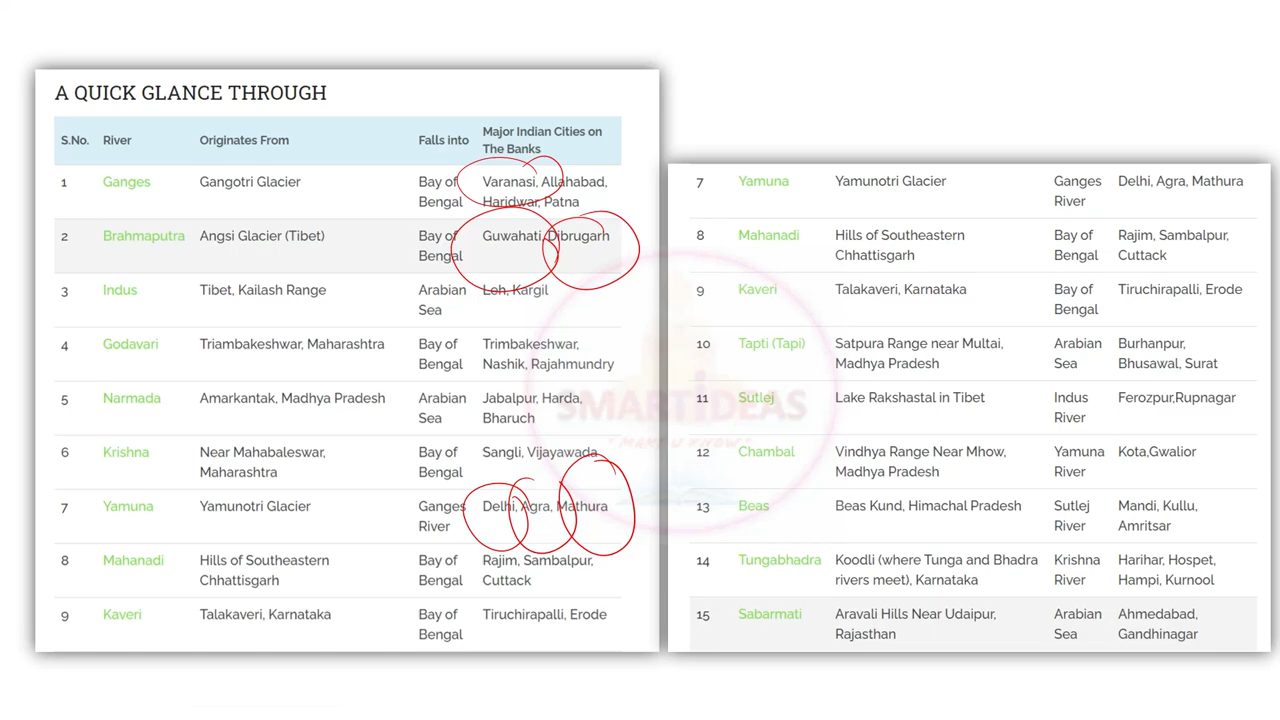 A QUICK GLANCE THROUGH
S.No. River Originates From Falls into Major Indian Cities on
The Banks
1 Ganges Gangotri Glacier Bay of Varanasi, Allahabad,
Bengal Haridwar, Patna
2 Brahmaputra Angsi Glacier (Tibet) Bay of Guwahati, Dibrugarh
Bengal
3 Indus Tibet, Kailash Range Arabian Leh, Kargil
Sea
4 Godavari Triambakeshwar, Maharashtra Bay of Trimbakeshwar,
Bengal Nashik, Rajahmundry
5 Narmada Amarkantak, Madhya Pradesh Arabian Jabalpur, Harda,
Sea Bharuch
6 Krishna Near Mahabaleswar, Bay of Sangli, Vijayawada
Maharashtra Bengal
7 Yamuna Yamunotri Glacier Ganges Delhi, Agra, Mathura
River
8 Mahanadi Hills of Southeastern Bay of Rajim, Sambalpur,
Chhattisgarh Bengal Cuttack
9 Kaveri Talakaveri, Karnataka Bay of Tiruchirapalli, Erode
Bengal
7 Yamuna Yamunotri Glacier Ganges Delhi, Agra, Mathura
River
8 Mahanadi Hills of Southeastern Bay of Rajim, Sambalpur,
Chhattisgarh Bengal Cuttack
9 Kaveri Talakaveri, Karnataka Bay of Tiruchirapalli, Erode
Bengal
10 Tapti (Tapi) Satpura Range near Multai, Arabian Burhanpur,
Madhya Pradesh Sea Bhusawal, Surat
11 Sutlej Lake Rakshastal in Tibet Indus Ferozpur,Rupnagar
River
12 Chambal Vindhya Range Near Mhow, Yamuna Kota,Gwalior
Madhya Pradesh River
13 Beas Beas Kund, Himachal Pradesh Sutlej Mandi, Kullu,
River Amritsar
14 Tungabhadra Koodli (where Tunga and Bhadra Krishna Harihar, Hospet,
rivers meet), Karnataka River Hampi, Kurnool
15 Sabarmati Aravali Hills Near Udaipur, Arabian Ahmedabad,
Rajasthan Sea Gandhinagar
SMARTiDEAS
"MAKE U KNOW"